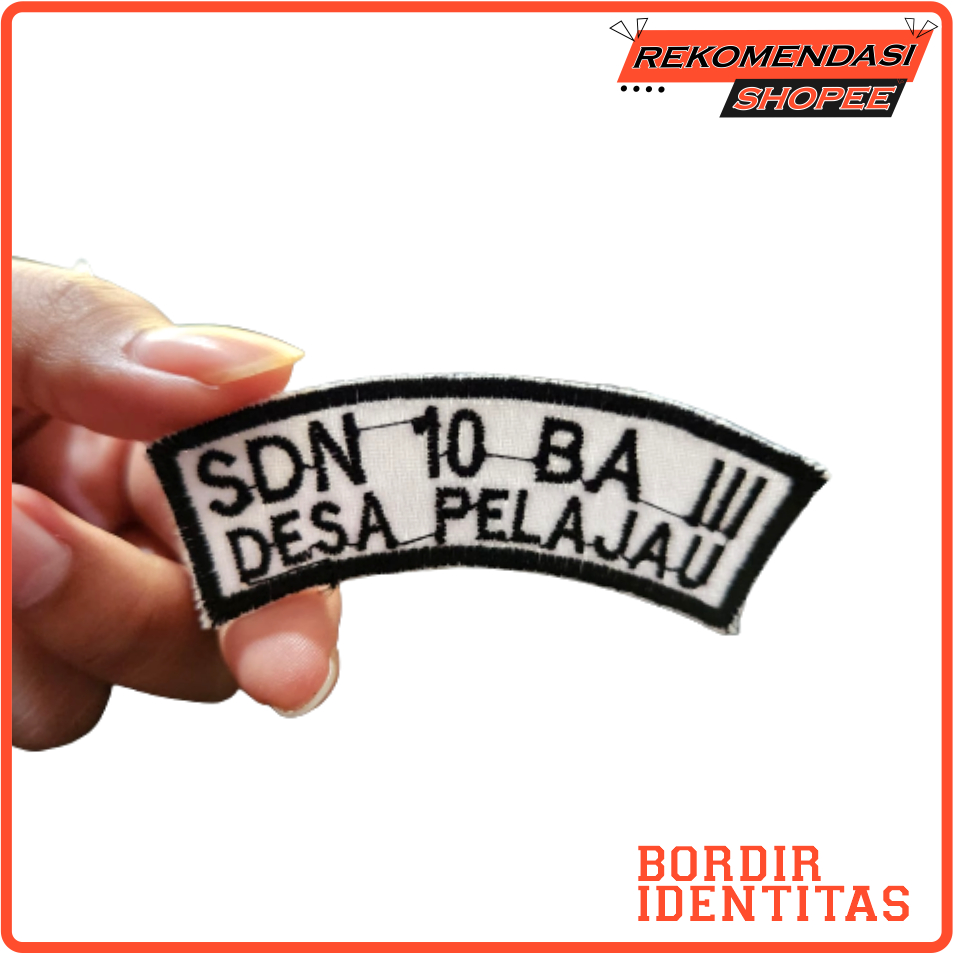 REKOMENDASI
SHOPEE
SDN 10 BA III
DESA PELAJAU
BORDIR
IDENTITAS